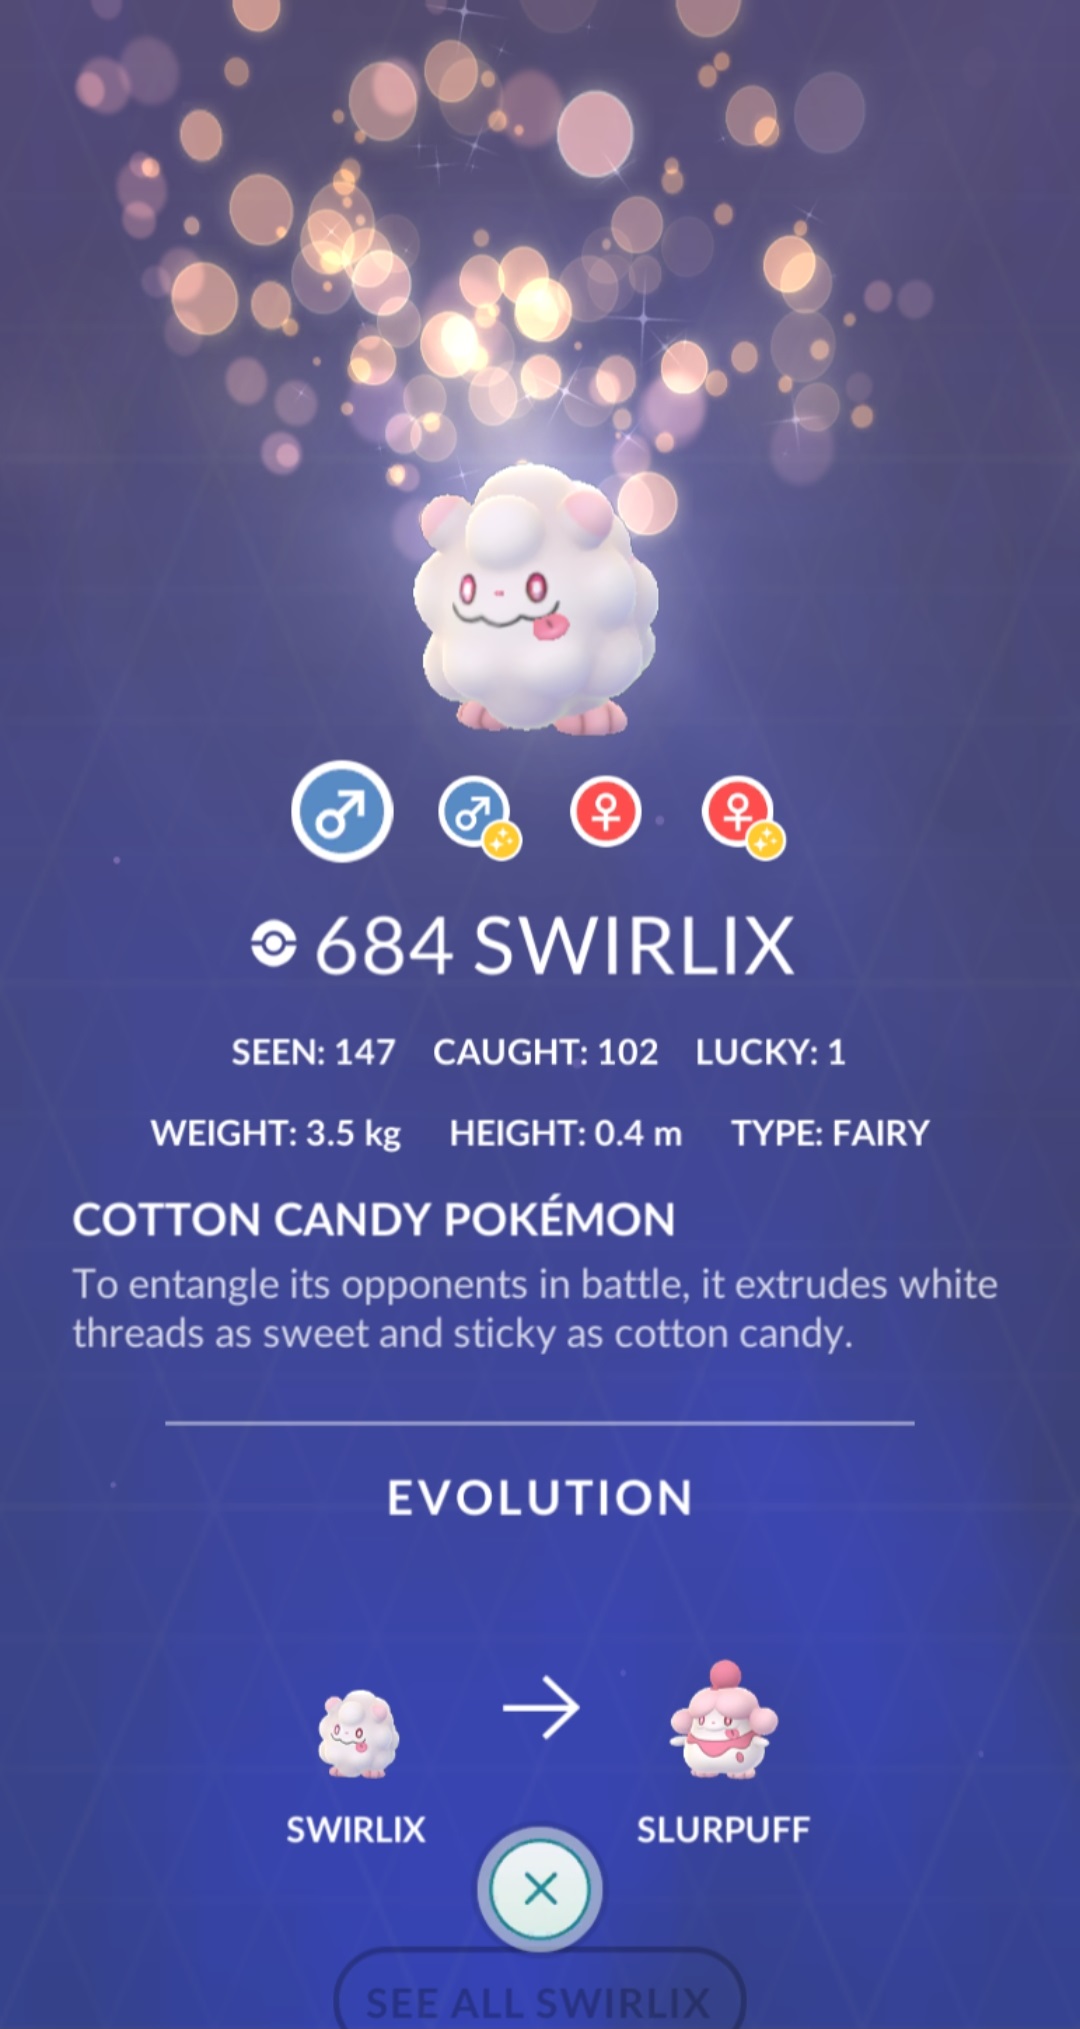 684 SWIRLIX
SEEN: 147 CAUGHT: 102 LUCKY: 1
WEIGHT: 3.5 kg HEIGHT: 0.4 m TYPE: FAIRY
COTTON CANDY POKÉMON
To entangle its opponents in battle, it extrudes white
threads as sweet and sticky as cotton candy.
EVOLUTION
SWIRLIX SLURPUFF
SEE ALL SWIRLIX